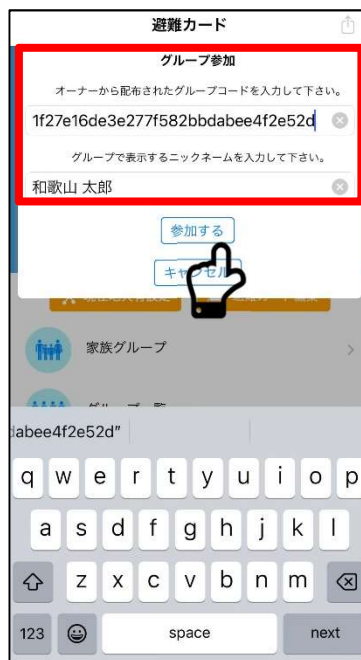 避難カード
グループ参加
オーナーから配布されたグループコードを入力して下さい。
1f27e16de3e277f582bbdabee4f2e52d
グループで表示するニックネームを入力して下さい。
和歌山 太郎
参加する
キャンセル
家族グループ
dabee4f2e52d"
q w e r t y u i o p
a s d f g h j k l
z x c v b n m
123 space next